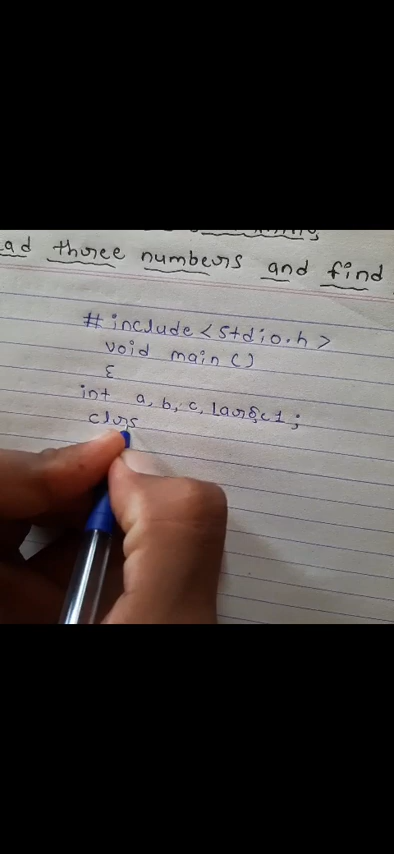 ad three numbers and find
#include <stdio.h>
void main ()
{
int a, b, c, large1;
clrs